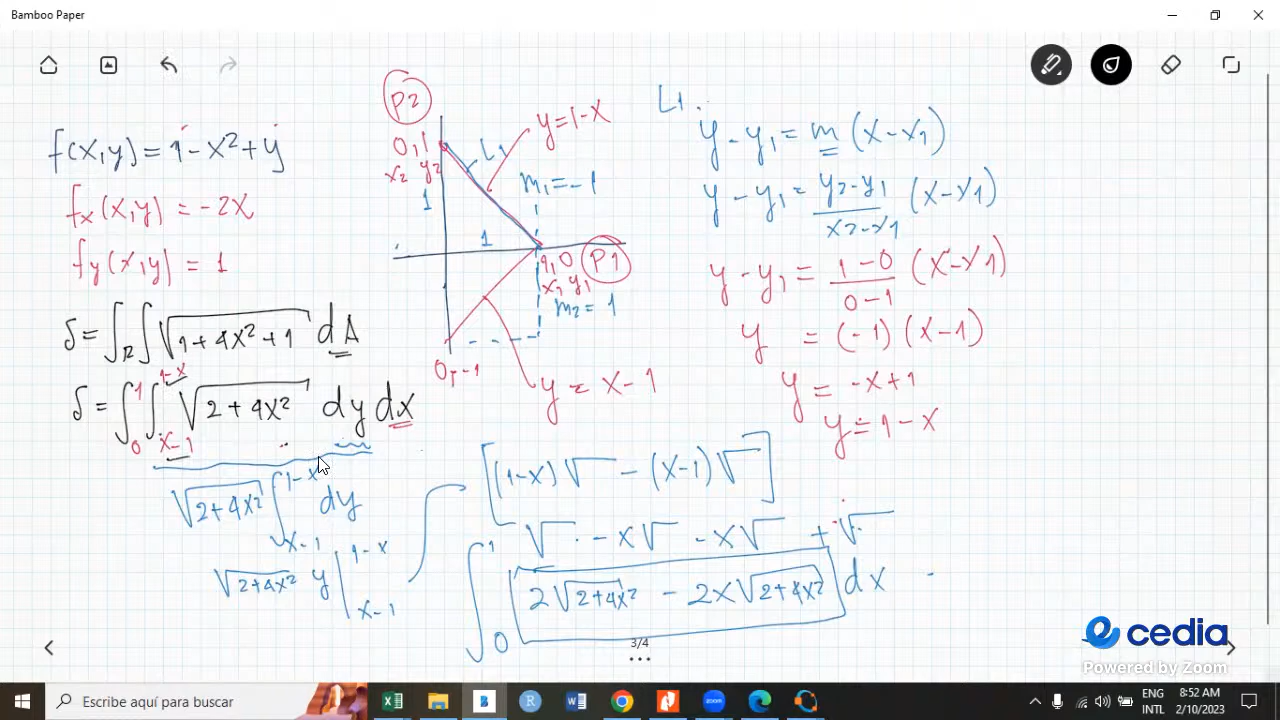 Bamboo Paper
f(x,y) = 1 - x² + y
fx(x,y) = -2x
fy(x,y) = 1
S = ∫∫R √(1 + 4x² + 1) dA
S = ∫₀¹ ∫_{x-1}^{1-x} √(2 + 4x²) dy dx
√(2+4x²) ∫_{x-1}^{1-x} dy
√(2+4x²) y |_{x-1}^{1-x}
P2
0,1
x2 y2
1
L1
y = 1-x
m1 = -1
1
1,0
x1 y1
P1
m2 = 1
0,-1
y = x-1
L1.
y - y1 = m (x - x1)
y - y1 = (y2 - y1)/(x2 - x1) (x - x1)
y - y1 = (1-0)/(0-1) (x - x1)
y = (-1) (x-1)
y = -x+1
y = 1-x
[(1-x)√ - (x-1)√]
√ - x√ - x√ + √
∫₀¹ 2√(2+4x²) - 2x√(2+4x²) dx
3/4
cedia
Powered by Zoom
Escribe aquí para buscar
zoom
ENG
INTL
8:52 AM
2/10/2023